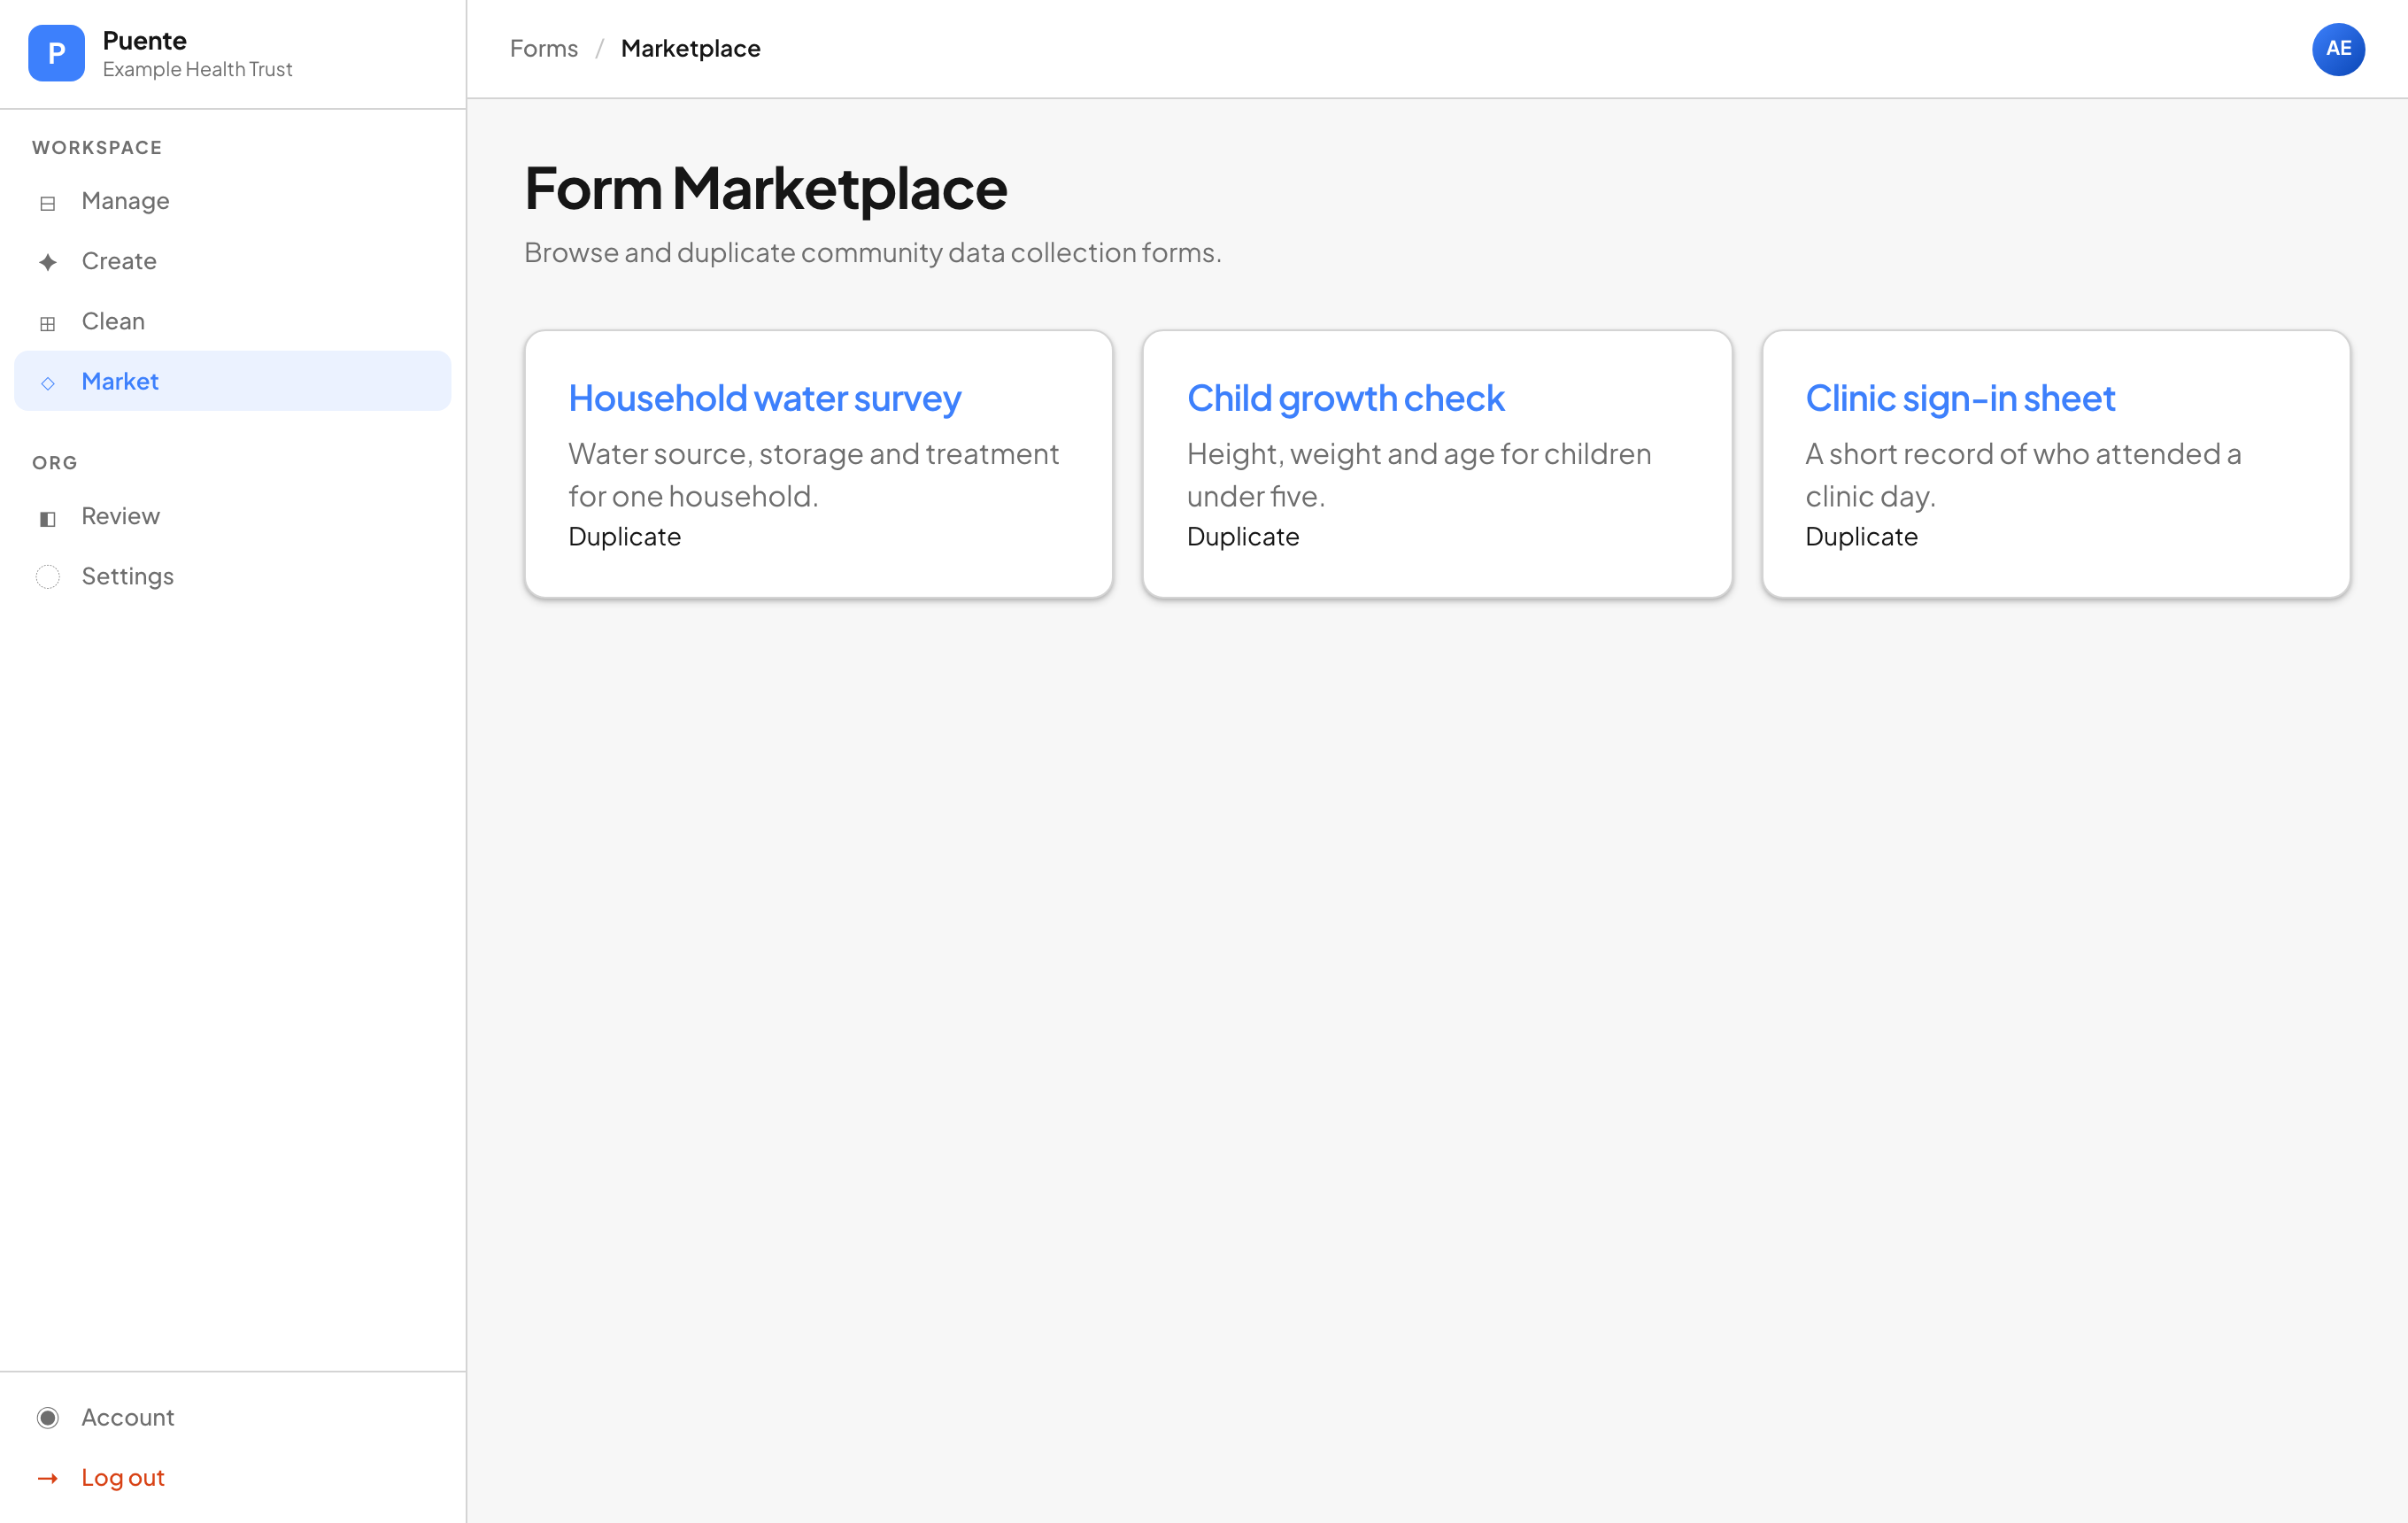 P
Puente
Example Health Trust
WORKSPACE
Manage
Create
Clean
Market
ORG
Review
Settings
Account
Log out
Forms / Marketplace
AE
Form Marketplace
Browse and duplicate community data collection forms.
Household water survey
Water source, storage and treatment
for one household.
Duplicate
Child growth check
Height, weight and age for children
under five.
Duplicate
Clinic sign-in sheet
A short record of who attended a
clinic day.
Duplicate